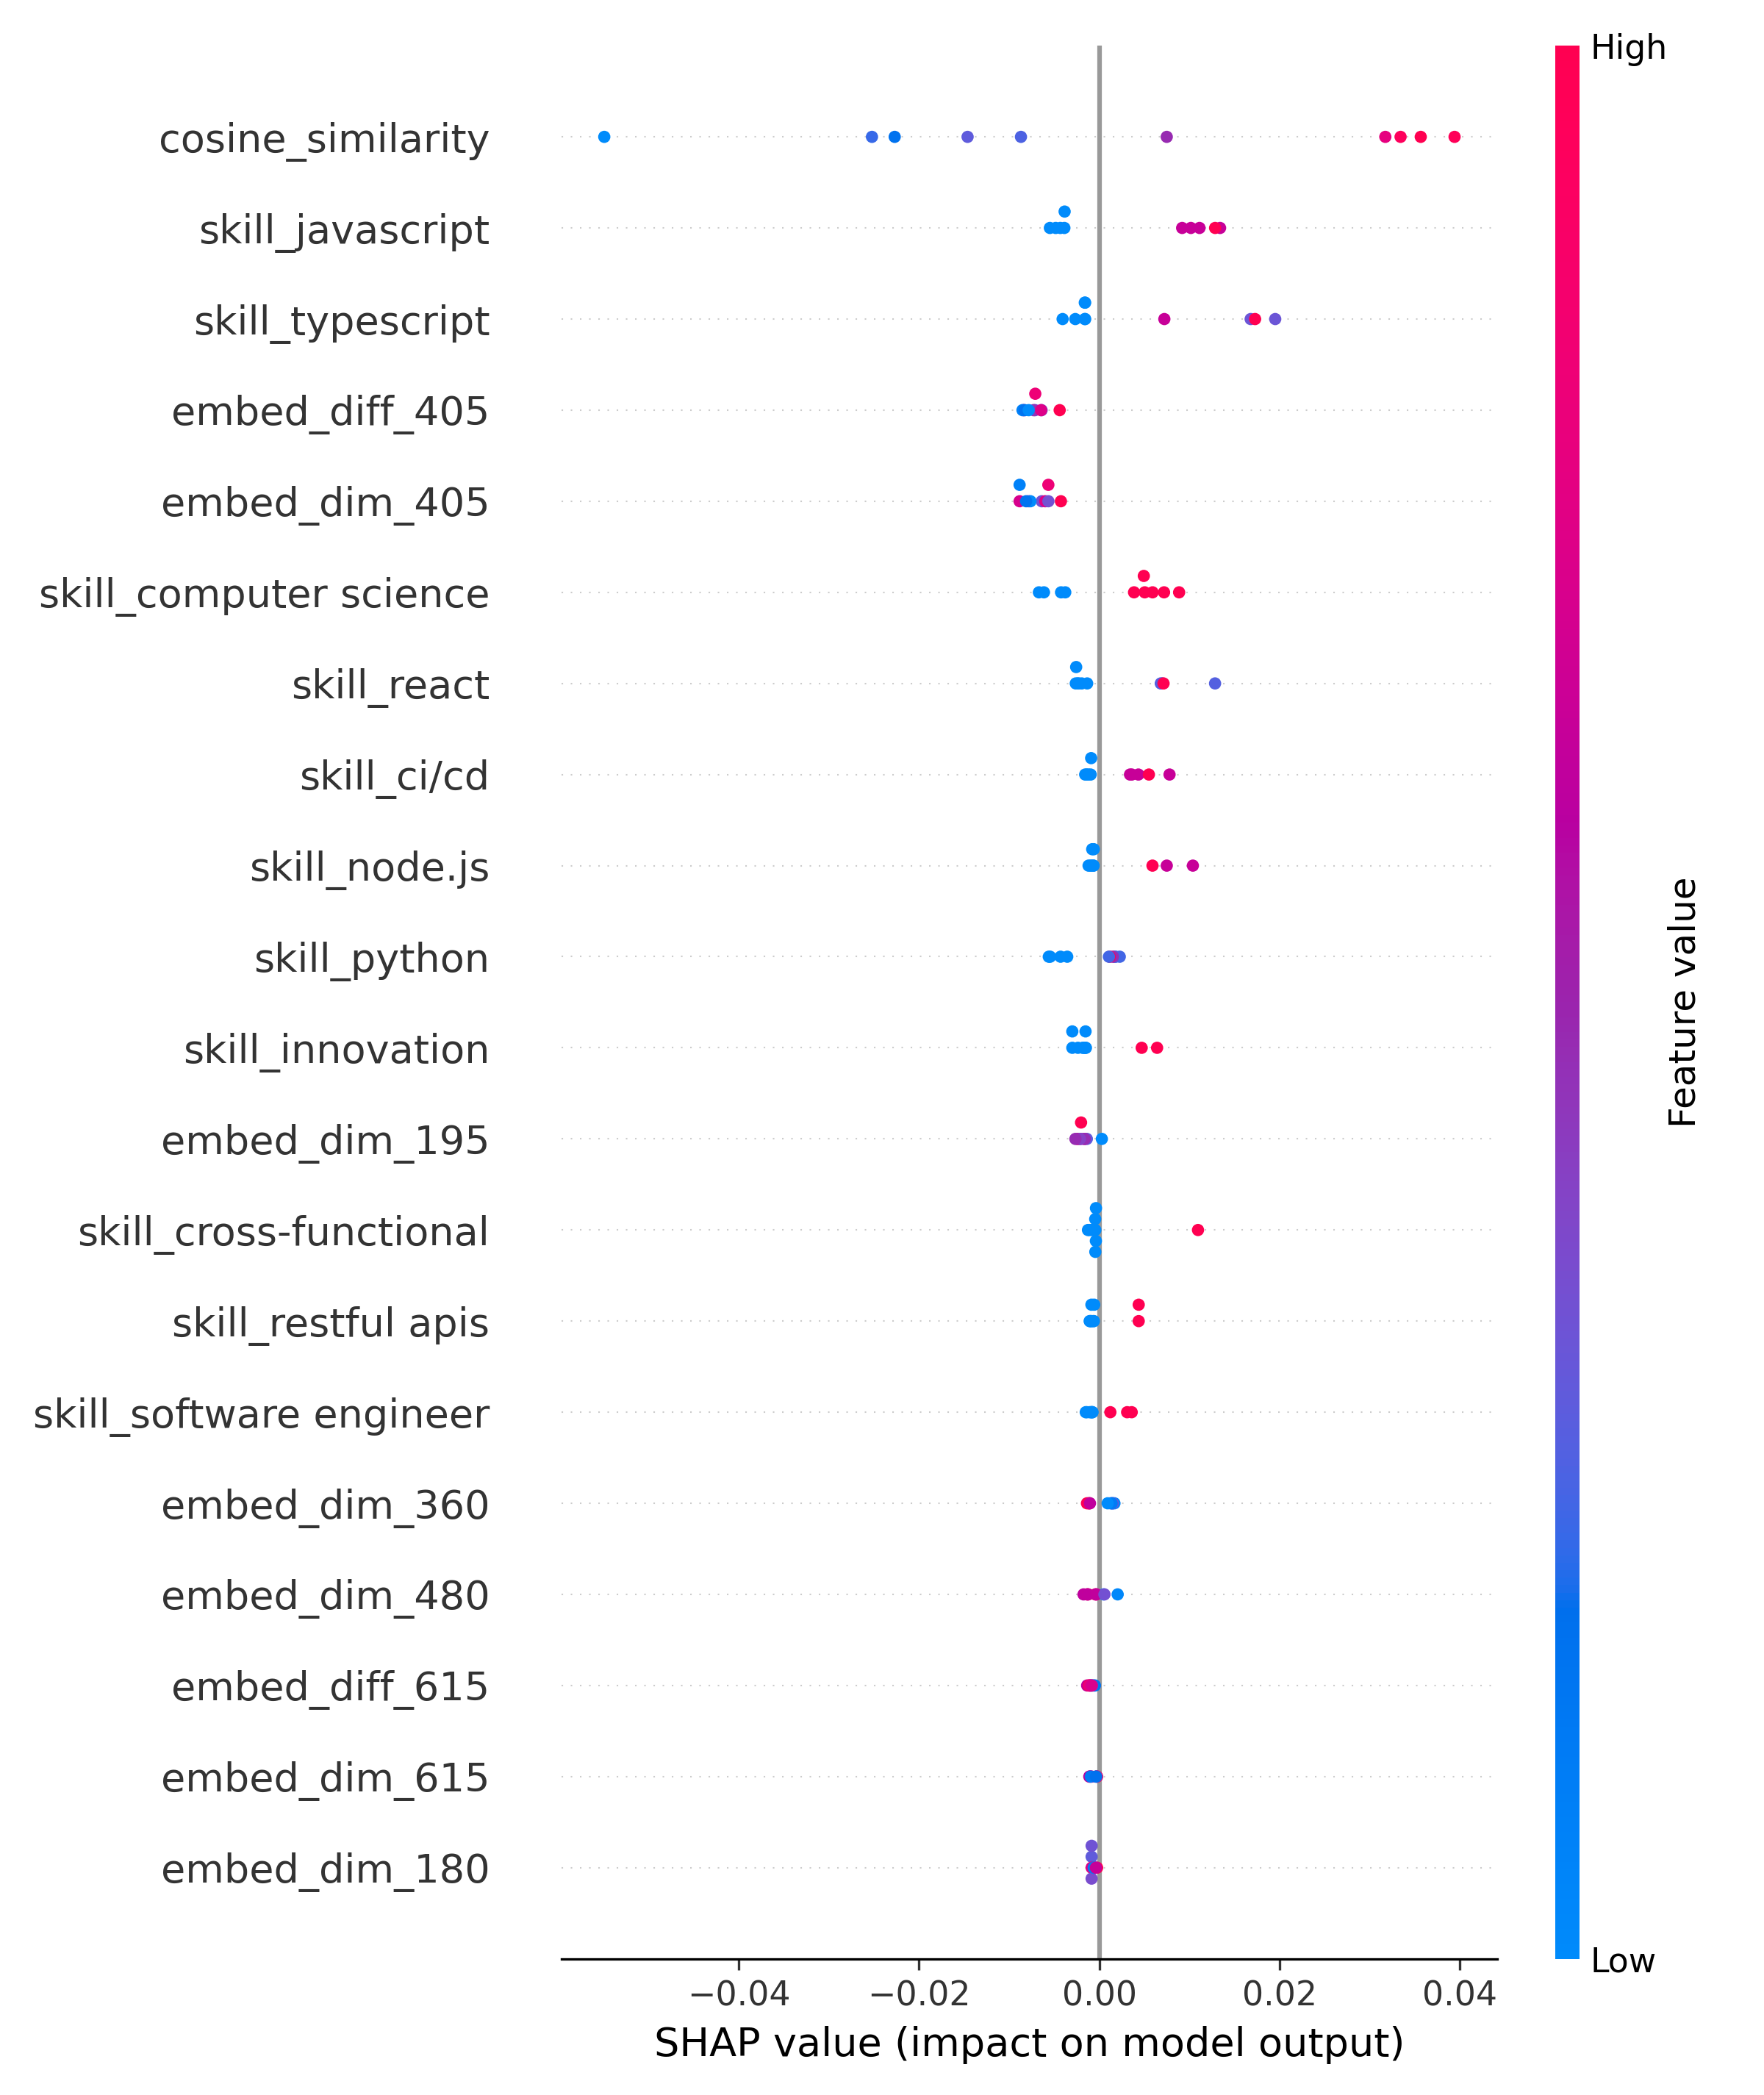 High
cosine_similarity
skill_javascript
skill_typescript
embed_diff_405
embed_dim_405
skill_computer science
skill_react
skill_ci/cd
skill_node.js
skill_python
skill_innovation
embed_dim_195
skill_cross-functional
skill_restful apis
skill_software engineer
embed_dim_360
embed_dim_480
embed_diff_615
embed_dim_615
embed_dim_180
Feature value
Low
−0.04 −0.02 0.00 0.02 0.04
SHAP value (impact on model output)